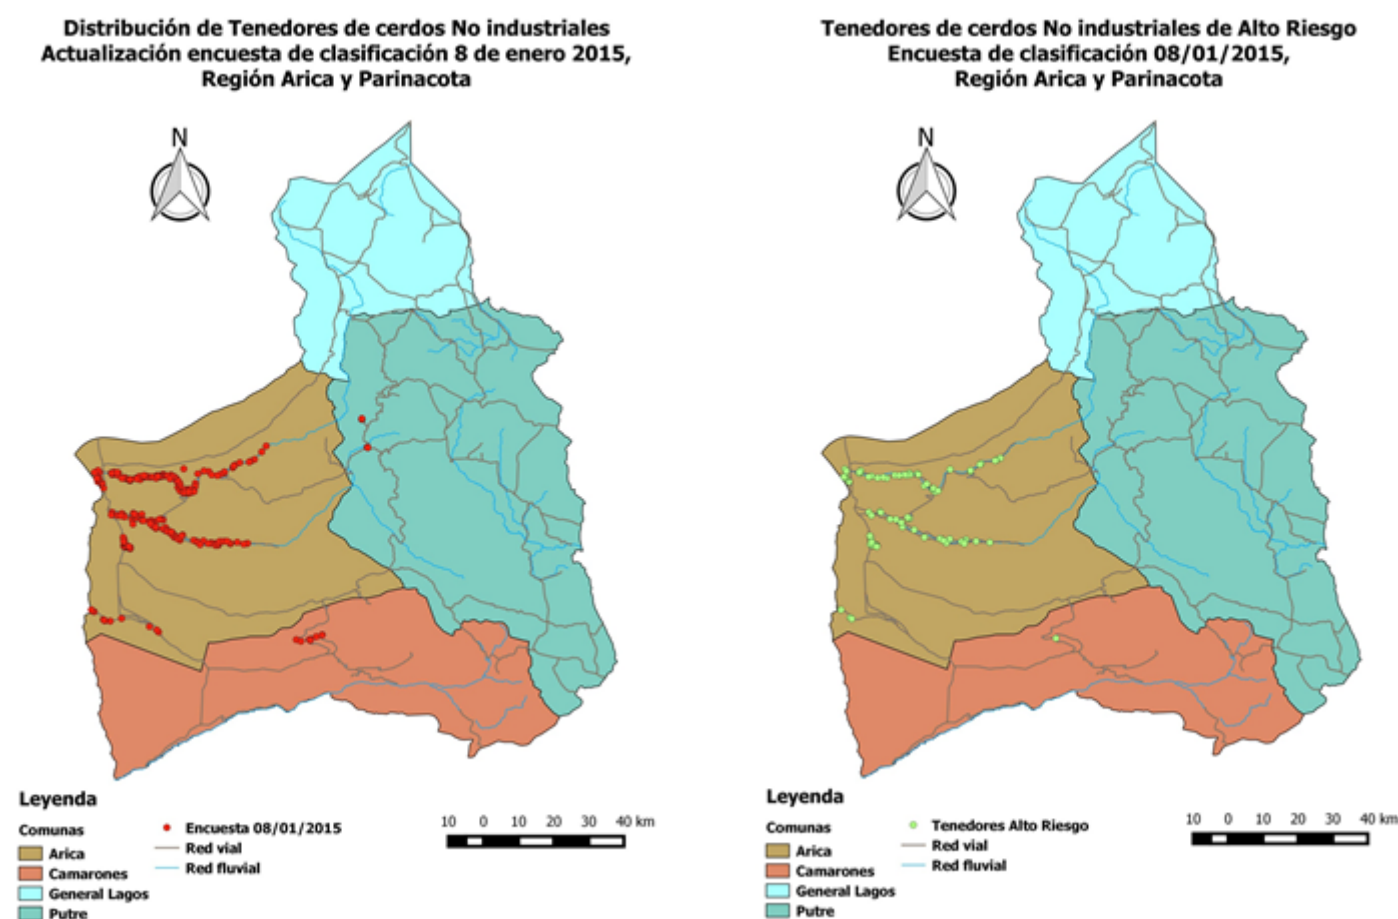 Distribución de Tenedores de cerdos No industriales
Actualización encuesta de clasificación 8 de enero 2015,
Región Arica y Parinacota
N
Leyenda
Comunas
Arica
Camarones
General Lagos
Putre
Encuesta 08/01/2015
Red vial
Red fluvial
10 0 10 20 30 40 km
Tenedores de cerdos No industriales de Alto Riesgo
Encuesta de clasificación 08/01/2015,
Región Arica y Parinacota
N
Leyenda
Comunas
Arica
Camarones
General Lagos
Putre
Tenedores Alto Riesgo
Red vial
Red fluvial
10 0 10 20 30 40 km